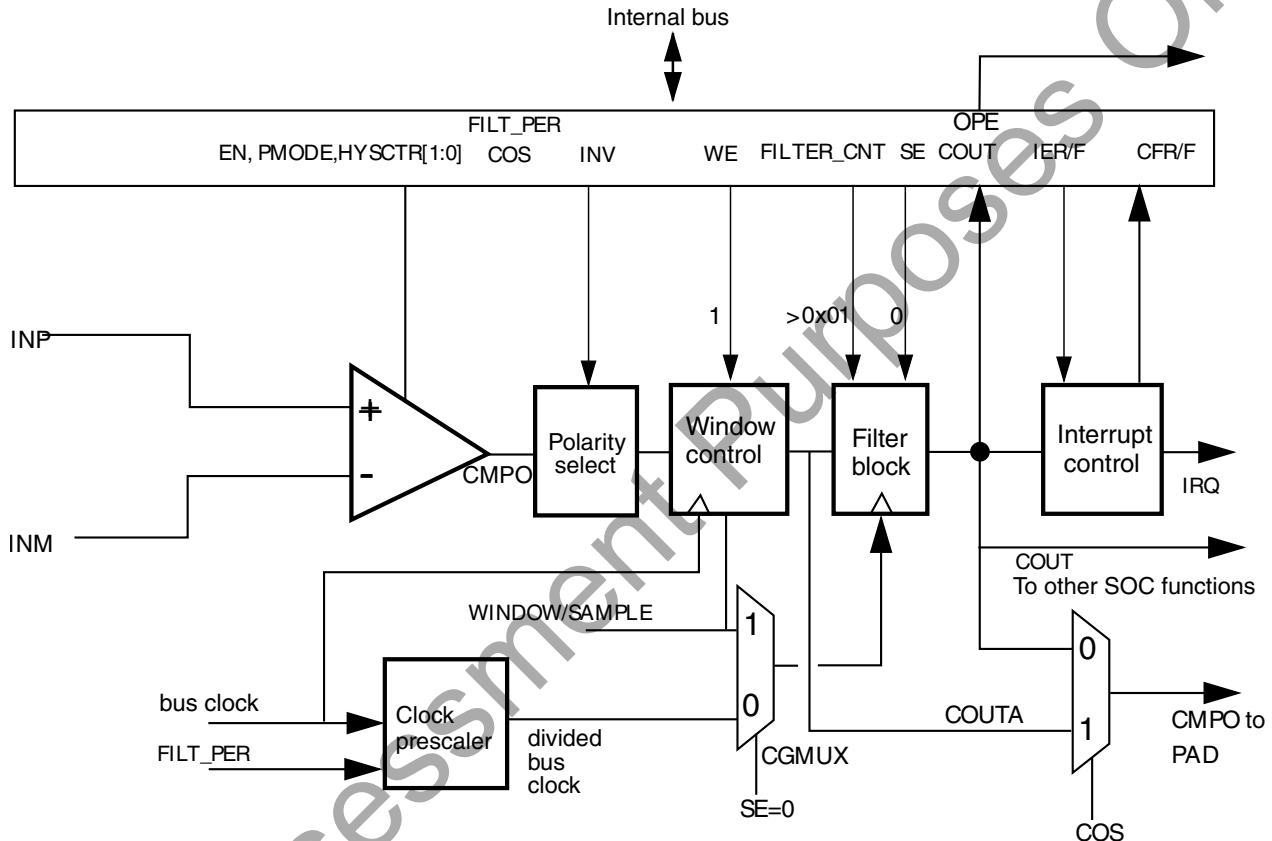 Internal bus
FILT_PER
OPE
EN, PMODE,HYSCTR[1:0] COS INV WE FILTER_CNT SE COUT IER/F CFR/F
1 >0x01 0
INP
+
-
INM
CMPO
Polarity
select
Window
control
Filter
block
Interrupt
control
IRQ
COUT
To other SOC functions
WINDOW/SAMPLE
1
0
CGMUX
SE=0
bus clock
FILT_PER
Clock
prescaler
divided
bus
clock
COUTA
0
1
CMPO to
PAD
COS
essment Purposes O